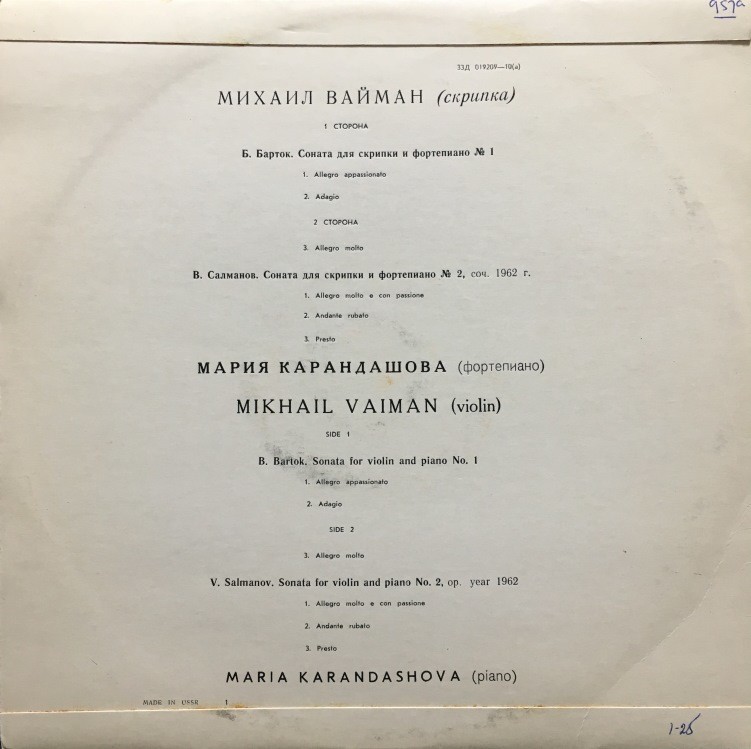 957a
33Д 019209—10(а)
МИХАИЛ ВАЙМАН (скрипка)
1 СТОРОНА
Б. Барток. Соната для скрипки и фортепиано № 1
1. Allegro appassionato
2. Adagio
2 СТОРОНА
3. Allegro molto
В. Салманов. Соната для скрипки и фортепиано № 2, соч. 1962 г.
1. Allegro molto e con passione
2. Andante rubato
3. Presto
МАРИЯ КАРАНДАШОВА (фортепиано)
MIKHAIL VAIMAN (violin)
SIDE 1
B. Bartok. Sonata for violin and piano No. 1
1. Allegro appassionato
2. Adagio
SIDE 2
3. Allegro molto
V. Salmanov. Sonata for violin and piano No. 2, op. year 1962
1. Allegro molto e con passione
2. Andante rubato
3. Presto
MARIA KARANDASHOVA (piano)
MADE IN USSR 1
1-25